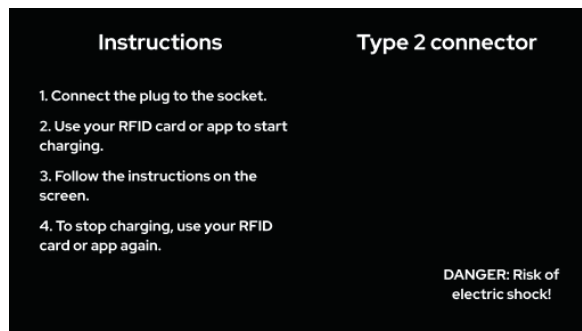 Instructions
Type 2 connector
1. Connect the plug to the socket.
2. Use your RFID card or app to start
charging.
3. Follow the instructions on the
screen.
4. To stop charging, use your RFID
card or app again.
DANGER: Risk of
electric shock!